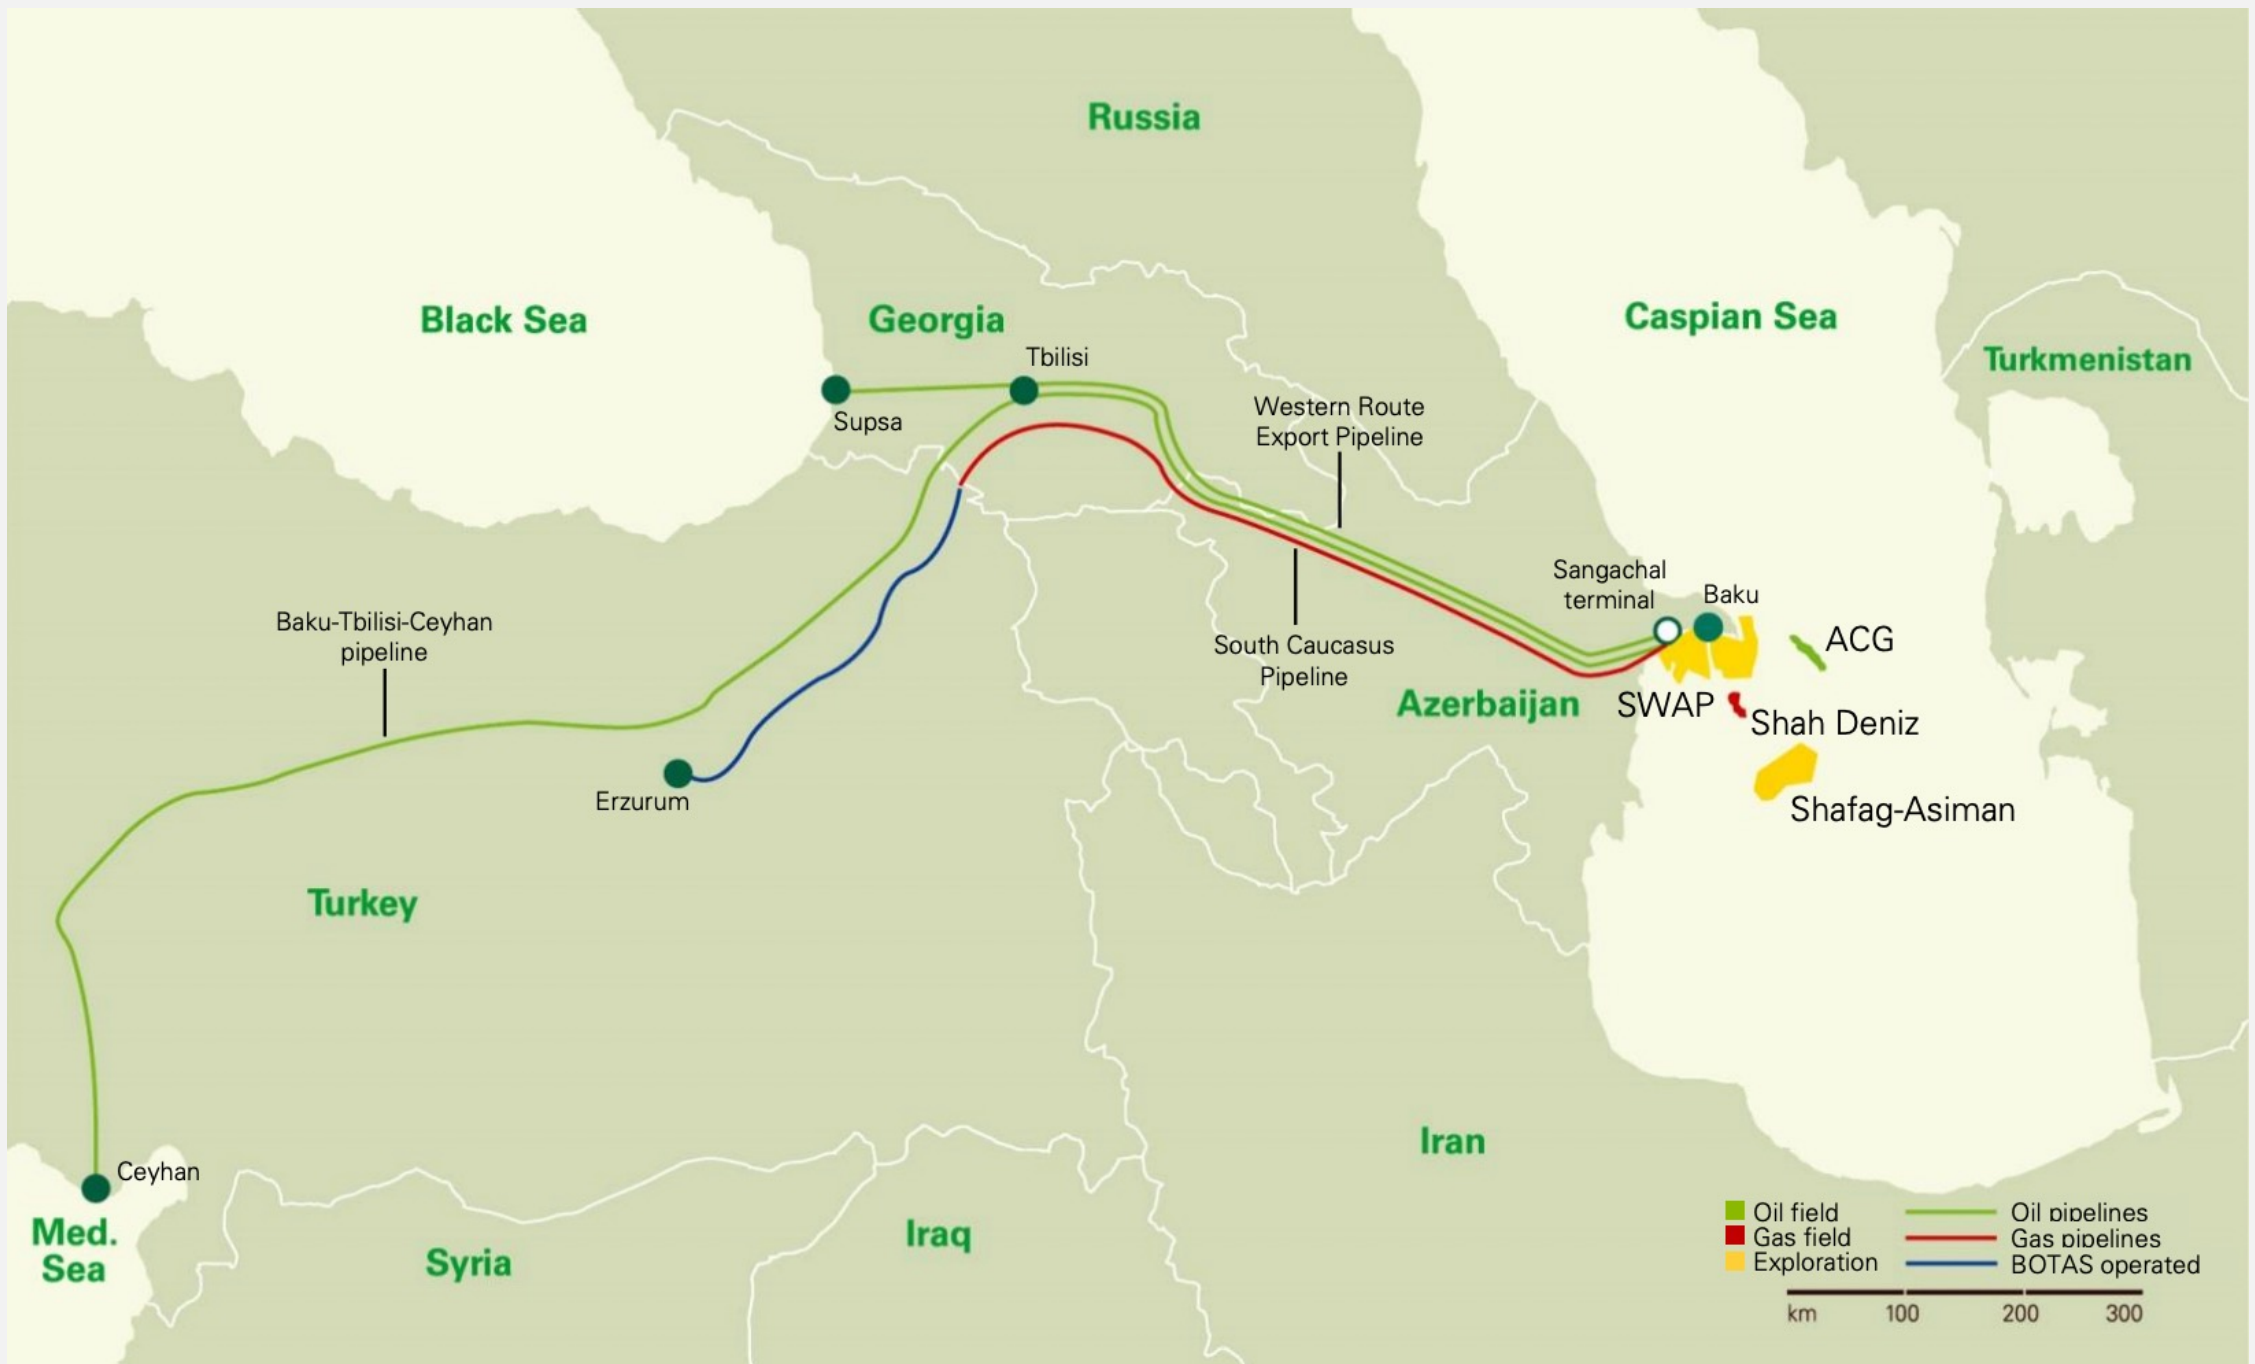 Russia
Black Sea
Georgia
Caspian Sea
Turkmenistan
Tbilisi
Supsa
Western Route
Export Pipeline
Sangachal
terminal
Baku
ACG
Baku-Tbilisi-Ceyhan
pipeline
South Caucasus
Pipeline
Azerbaijan
SWAP
Shah Deniz
Erzurum
Shafag-Asiman
Turkey
Iran
Ceyhan
Med.
Sea
Syria
Iraq
Oil field
Gas field
Exploration
Oil pipelines
Gas pipelines
BOTAS operated
km 100 200 300